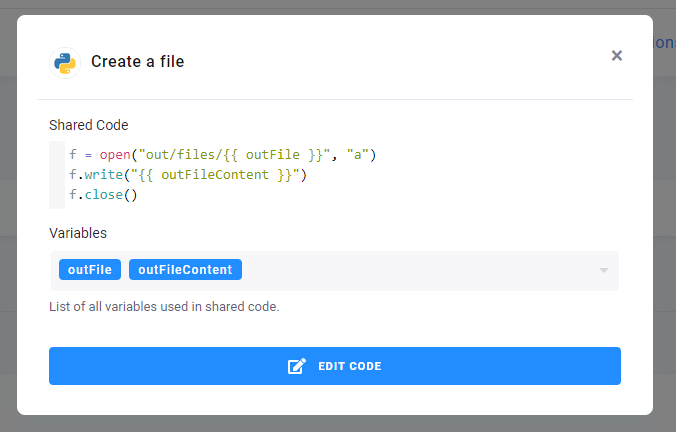 Create a file
×
ions
Shared Code
f = open("out/files/{{ outFile }}", "a")
f.write("{{ outFileContent }}")
f.close()
Variables
outFile outFileContent
List of all variables used in shared code.
EDIT CODE